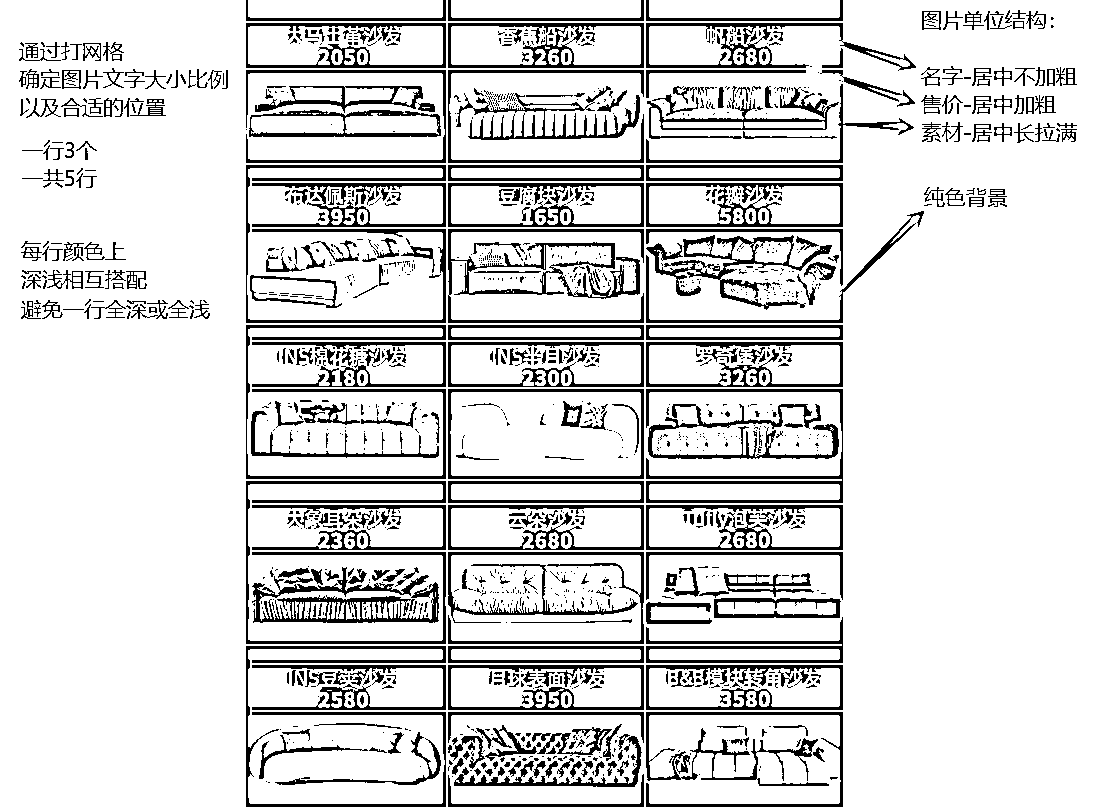 通过打网格
确定图片文字大小比例
以及合适的位置
一行3个
一共5行
每行颜色上
深浅相互搭配
避免一行全深或全浅
大马士革沙发
2050
香蕉船沙发
3260
帆船沙发
2680
布达佩斯沙发
3950
豆腐块沙发
1650
花瓣沙发
5800
INS棉花糖沙发
2180
INS半月沙发
2300
罗奇堡沙发
3260
大象耳朵沙发
2360
云朵沙发
2680
Tufty泡芙沙发
2680
INS豆荚沙发
2580
月球表面沙发
3950
B&B模块转角沙发
3580
图片单位结构:
名字-居中不加粗
售价-居中加粗
素材-居中长拉满
纯色背景